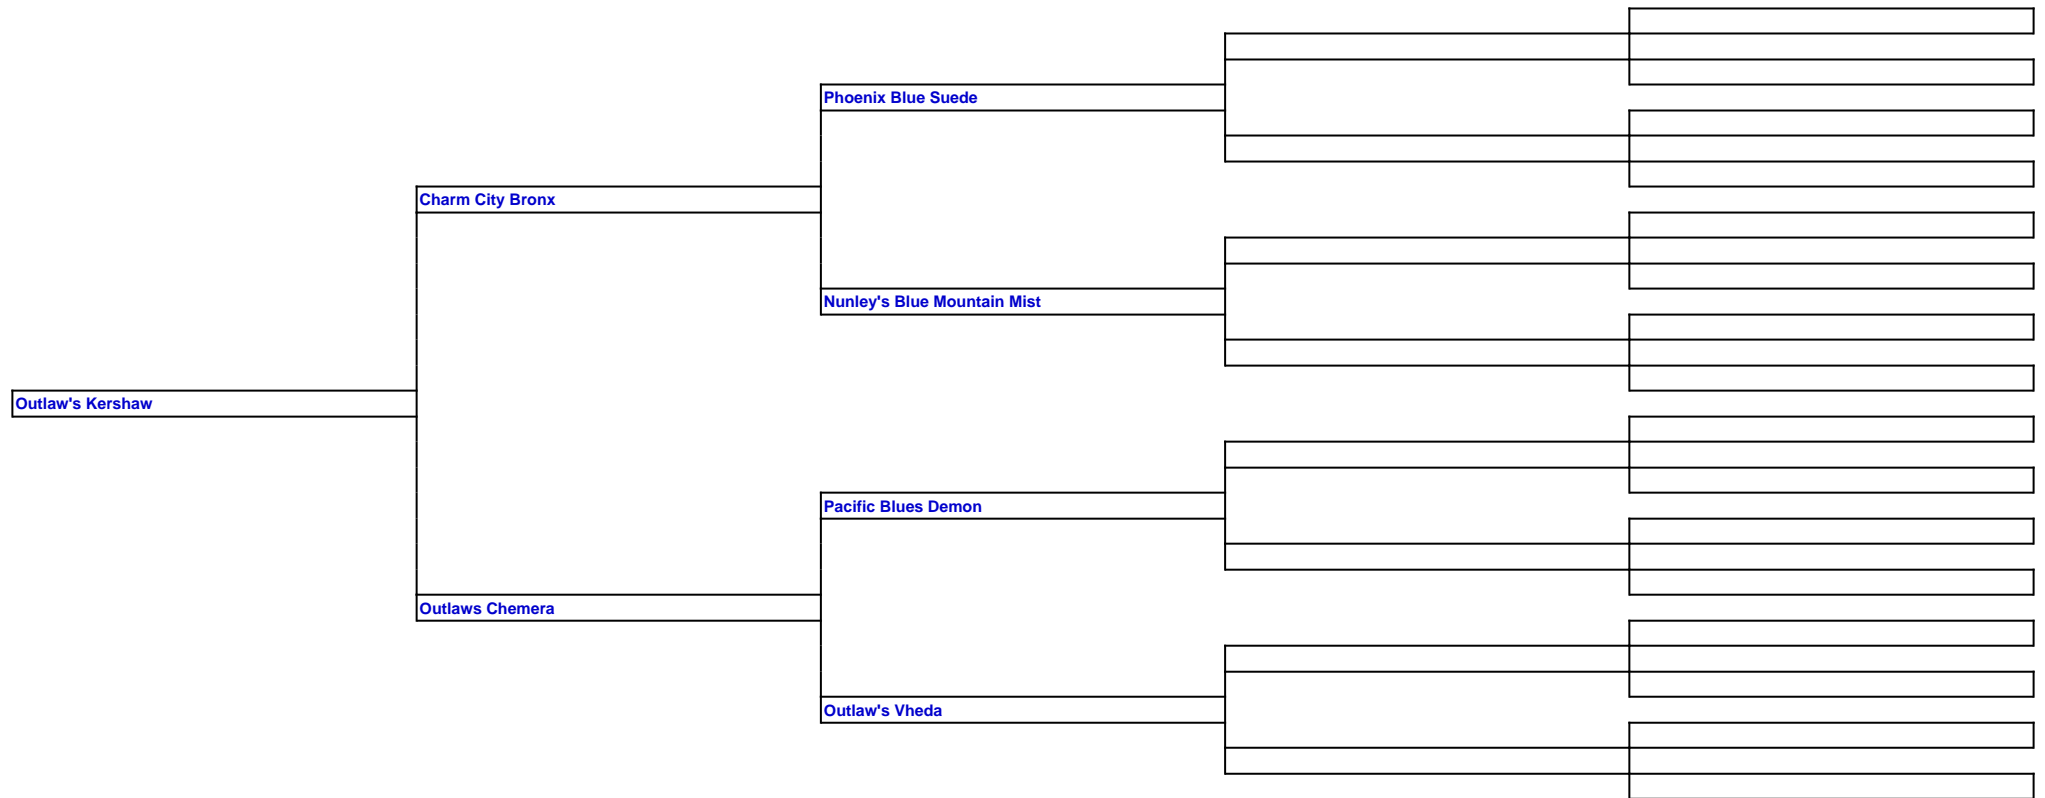 Phoenix Blue Suede
Charm City Bronx
Nunley's Blue Mountain Mist
Outlaw's Kershaw
Pacific Blues Demon
Outlaws Chemera
Outlaw's Vheda